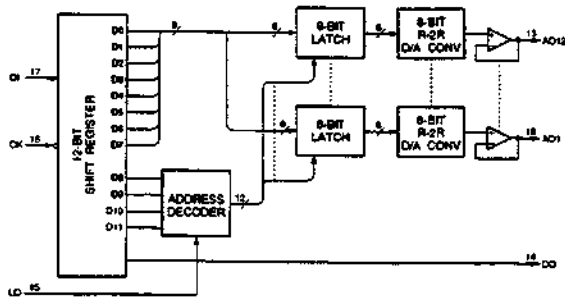 D0
D1
D2
D3
D4
D5
D6
D7
D8
D9
D10
D11
DI 17
CK 16
LD 15
12-BIT
SHIFT REGISTER
ADDRESS
DECODER
12
8
8
8-BIT
LATCH
8
8-BIT
R-2R
D/A CONV
13 AO12
8
8-BIT
LATCH
8
8-BIT
R-2R
D/A CONV
18 AO1
14 DO